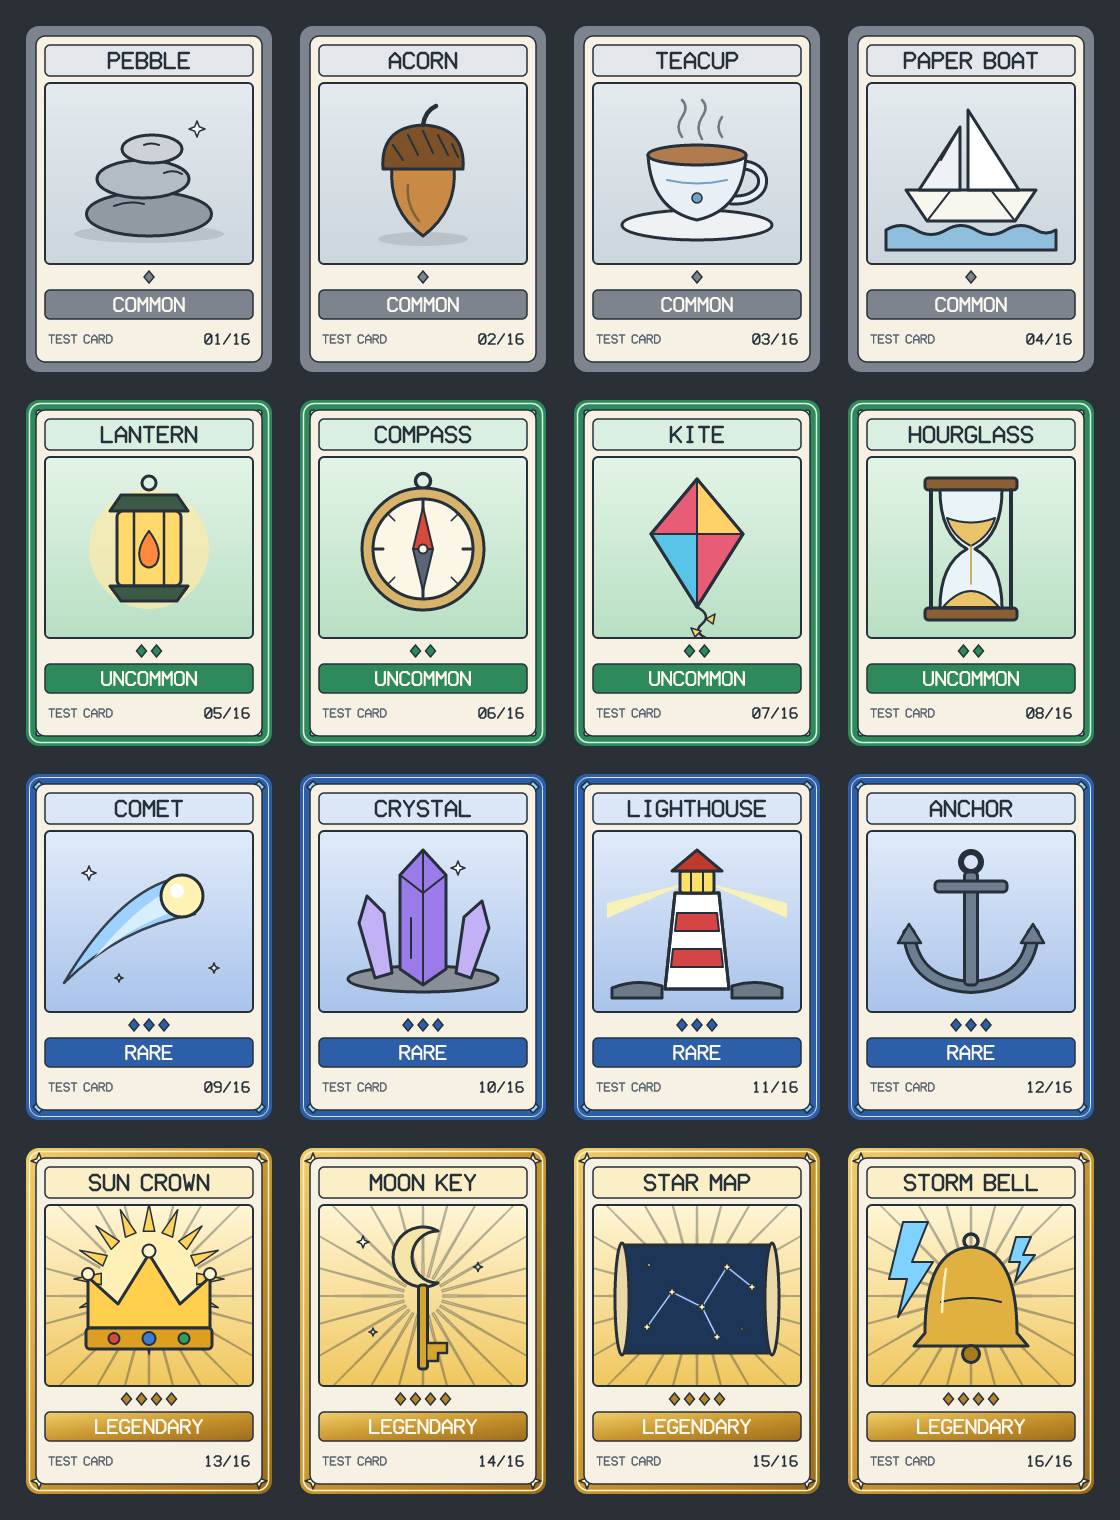 PEBBLE
COMMON
TEST CARD 01/16
ACORN
COMMON
TEST CARD 02/16
TEACUP
COMMON
TEST CARD 03/16
PAPER BOAT
COMMON
TEST CARD 04/16
LANTERN
UNCOMMON
TEST CARD 05/16
COMPASS
UNCOMMON
TEST CARD 06/16
KITE
UNCOMMON
TEST CARD 07/16
HOURGLASS
UNCOMMON
TEST CARD 08/16
COMET
RARE
TEST CARD 09/16
CRYSTAL
RARE
TEST CARD 10/16
LIGHTHOUSE
RARE
TEST CARD 11/16
ANCHOR
RARE
TEST CARD 12/16
SUN CROWN
LEGENDARY
TEST CARD 13/16
MOON KEY
LEGENDARY
TEST CARD 14/16
STAR MAP
LEGENDARY
TEST CARD 15/16
STORM BELL
LEGENDARY
TEST CARD 16/16